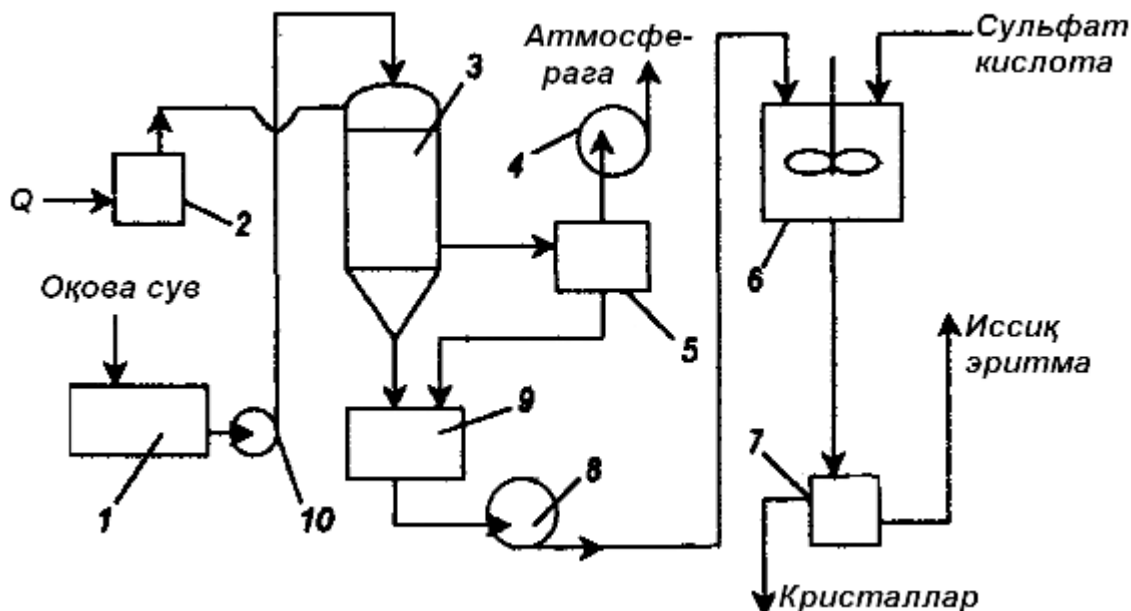 Атмосфе-
рага
Сульфат
кислота
3
4
Q
2
6
Оқова сув
5
Иссиқ
эритма
9
7
8
1
10
Кристаллар